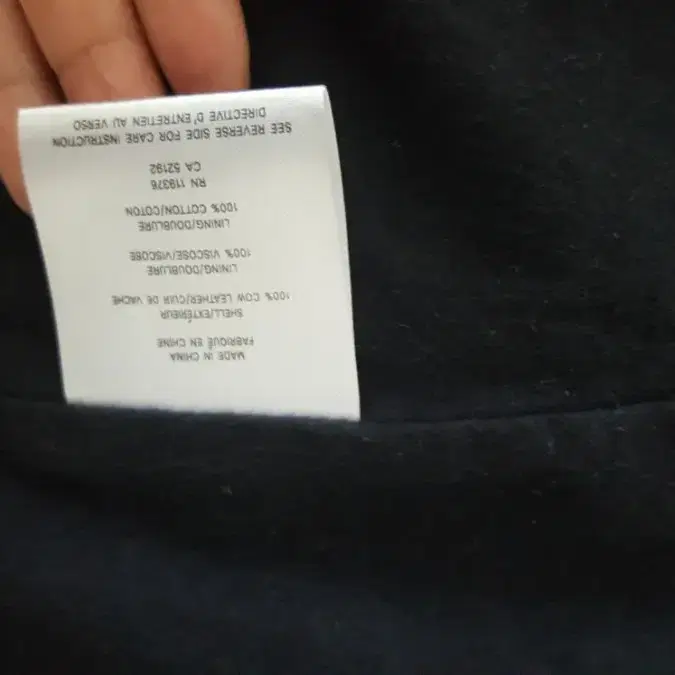 MADE IN CHINA
FABRIQUÉ EN CHINE
SHELL/EXTÉRIEUR
100% COW LEATHER/CUIR DE VACHE
LINING/DOUBLURE
100% VISCOSE/VISCOSE
LINING/DOUBLURE
100% COTTON/COTON
RN 119376
CA 52192
SEE REVERSE SIDE FOR CARE INSTRUCTION
DIRECTIVE D'ENTRETIEN AU VERSO